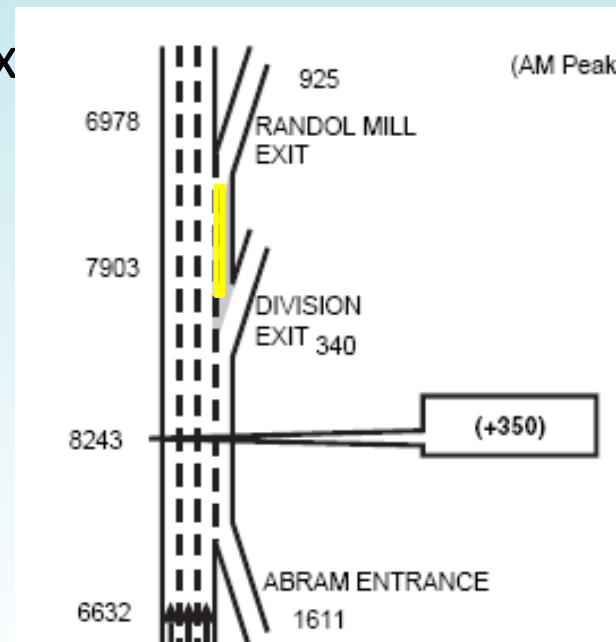 x
(AM Peak
925
6978
RANDOL MILL
EXIT
7903
DIVISION
EXIT 340
8243
(+350)
ABRAM ENTRANCE
6632
1611